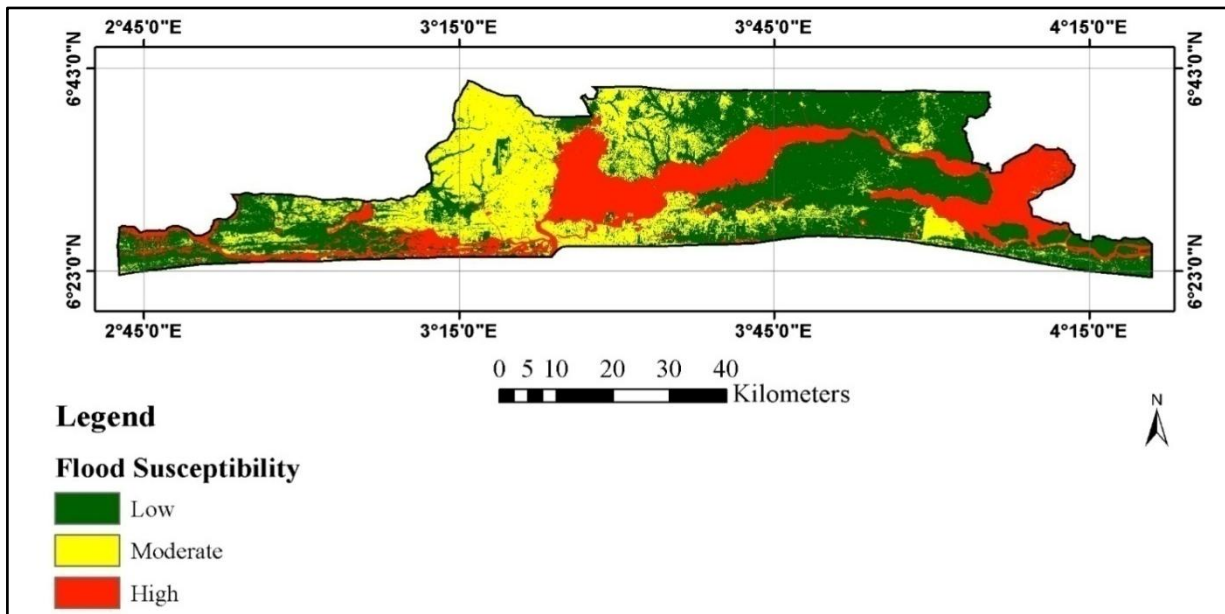 2°45'0"E 3°15'0"E 3°45'0"E 4°15'0"E
6°43'0"N 6°43'0"N
6°23'0"N 6°23'0"N
2°45'0"E 3°15'0"E 3°45'0"E 4°15'0"E
0 5 10 20 30 40
Kilometers
N
Legend
Flood Susceptibility
Low
Moderate
High